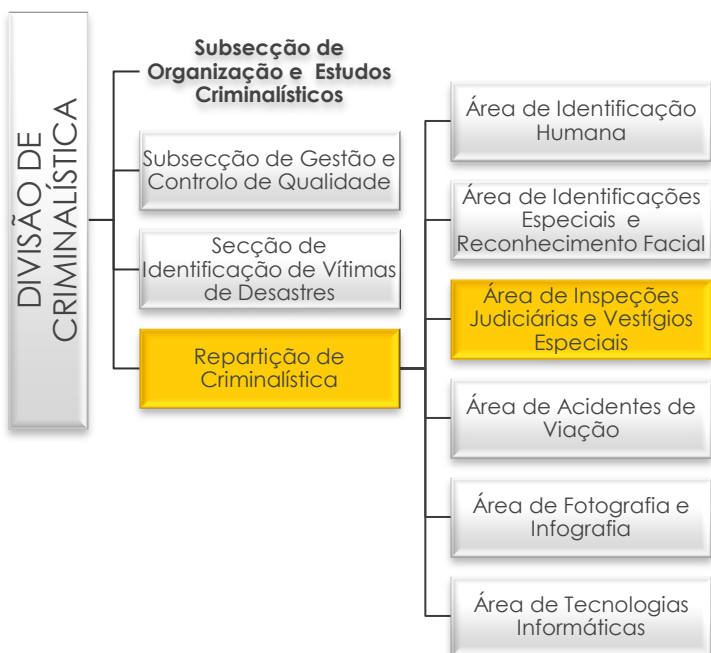 DIVISÃO DE
CRIMINALÍSTICA
Subsecção de
Organização e Estudos
Criminalísticos
Subsecção de Gestão e
Controlo de Qualidade
Secção de
Identificação de Vítimas
de Desastres
Repartição de
Criminalística
Área de Identificação
Humana
Área de Identificações
Especiais e
Reconhecimento Facial
Área de Inspeções
Judiciárias e Vestígios
Especiais
Área de Acidentes de
Viação
Área de Fotografia e
Infografia
Área de Tecnologias
Informáticas